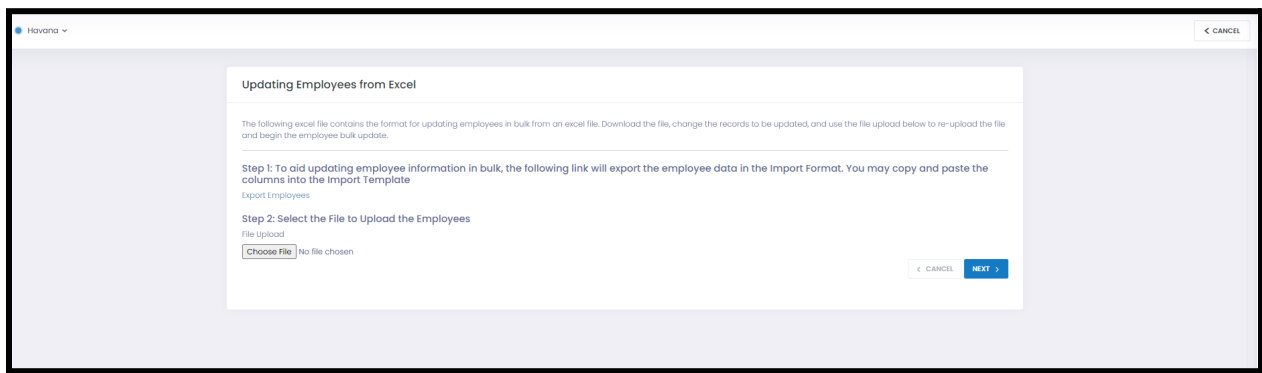 Havana
CANCEL
Updating Employees from Excel
The following excel file contains the format for updating employees in bulk from an excel file. Download the file, change the records to be updated, and use the file upload below to re-upload the file
and begin the employee bulk update.
Step 1: To aid updating employee information in bulk, the following link will export the employee data in the Import Format. You may copy and paste the
columns into the Import Template
Export Employees
Step 2: Select the File to Upload the Employees
File Upload
Choose File No file chosen
CANCEL NEXT